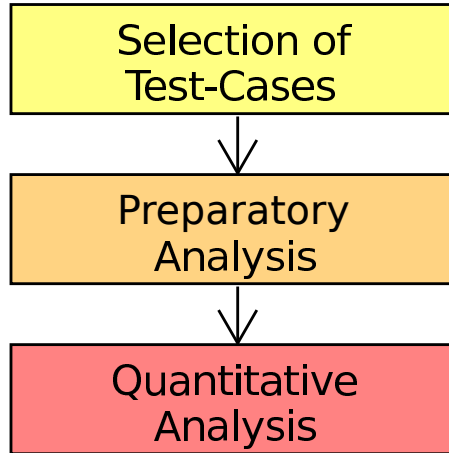 Selection of
Test-Cases
Preparatory
Analysis
Quantitative
Analysis